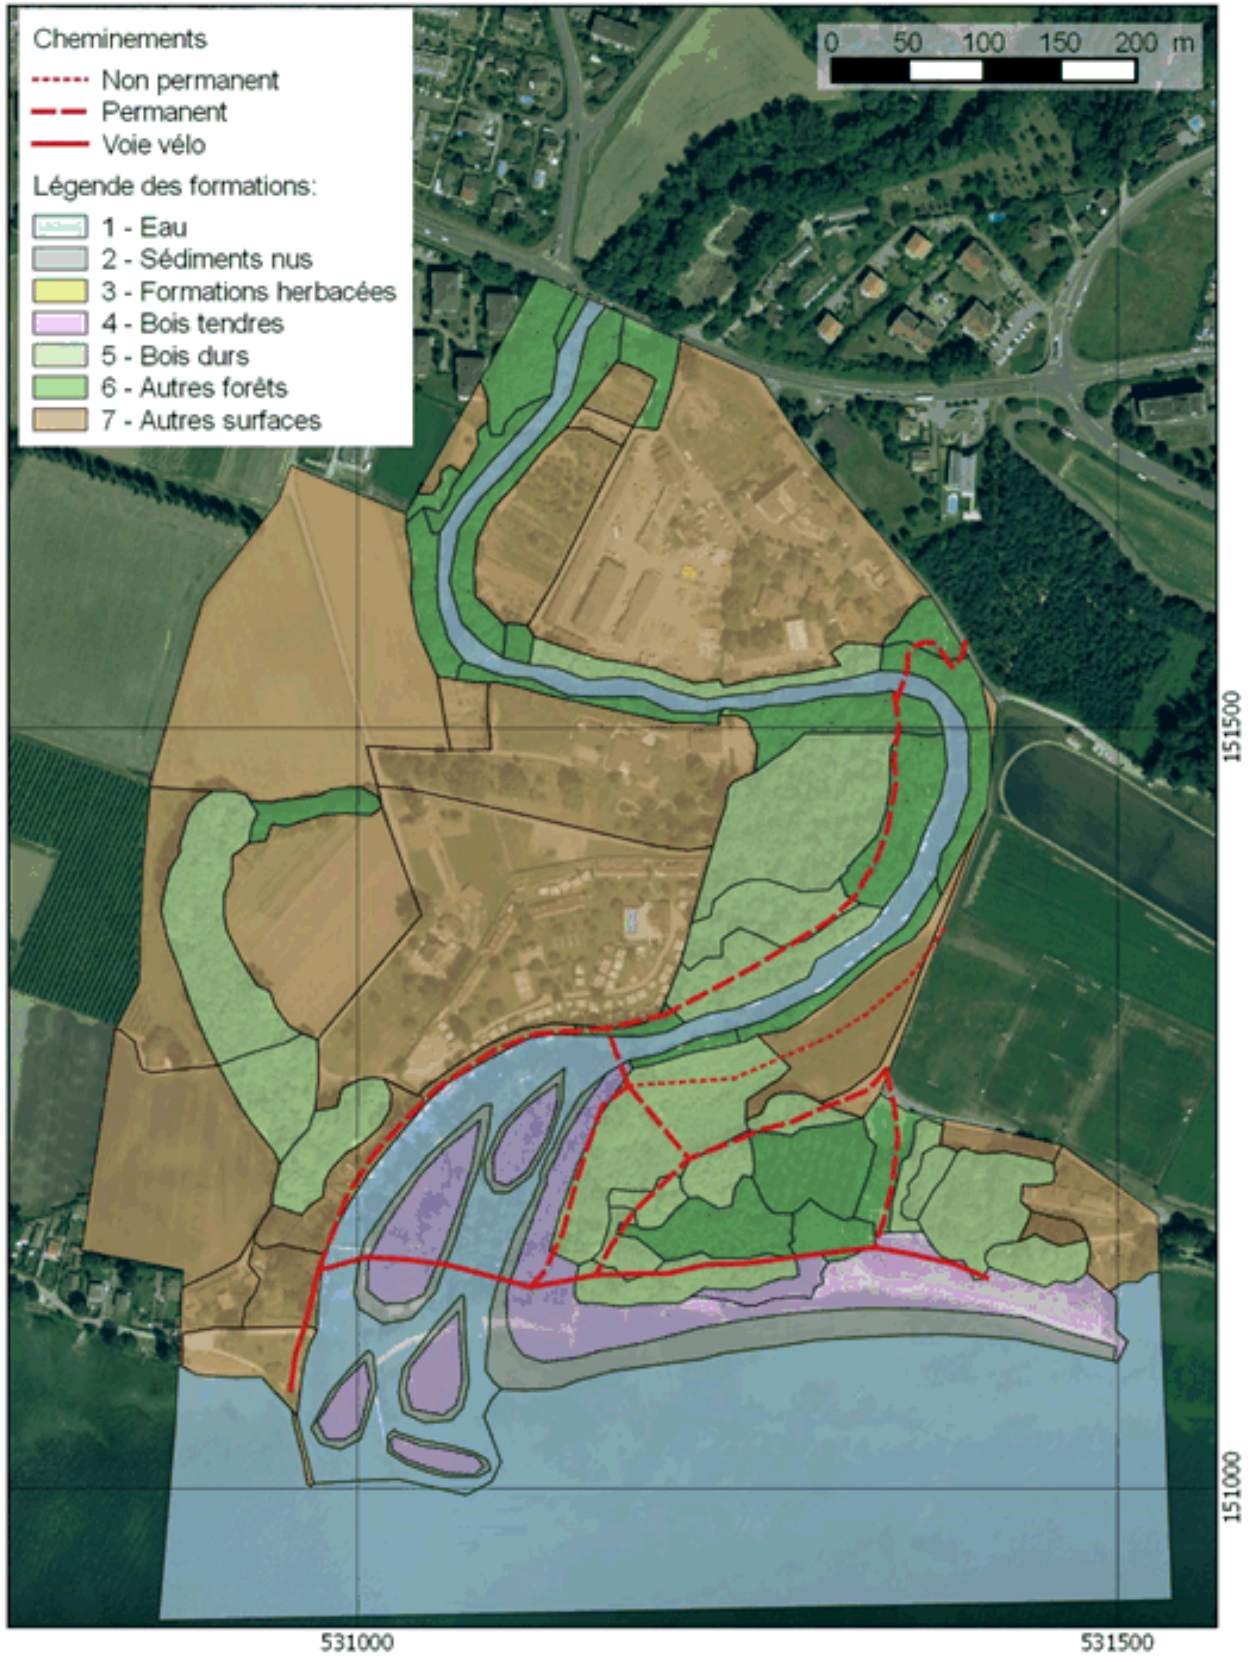 Cheminements
Non permanent
Permanent
Voie vélo
Légende des formations:
1 - Eau
2 - Sédiments nus
3 - Formations herbacées
4 - Bois tendres
5 - Bois durs
6 - Autres forêts
7 - Autres surfaces
0 50 100 150 200 m
151500
151000
531000 531500